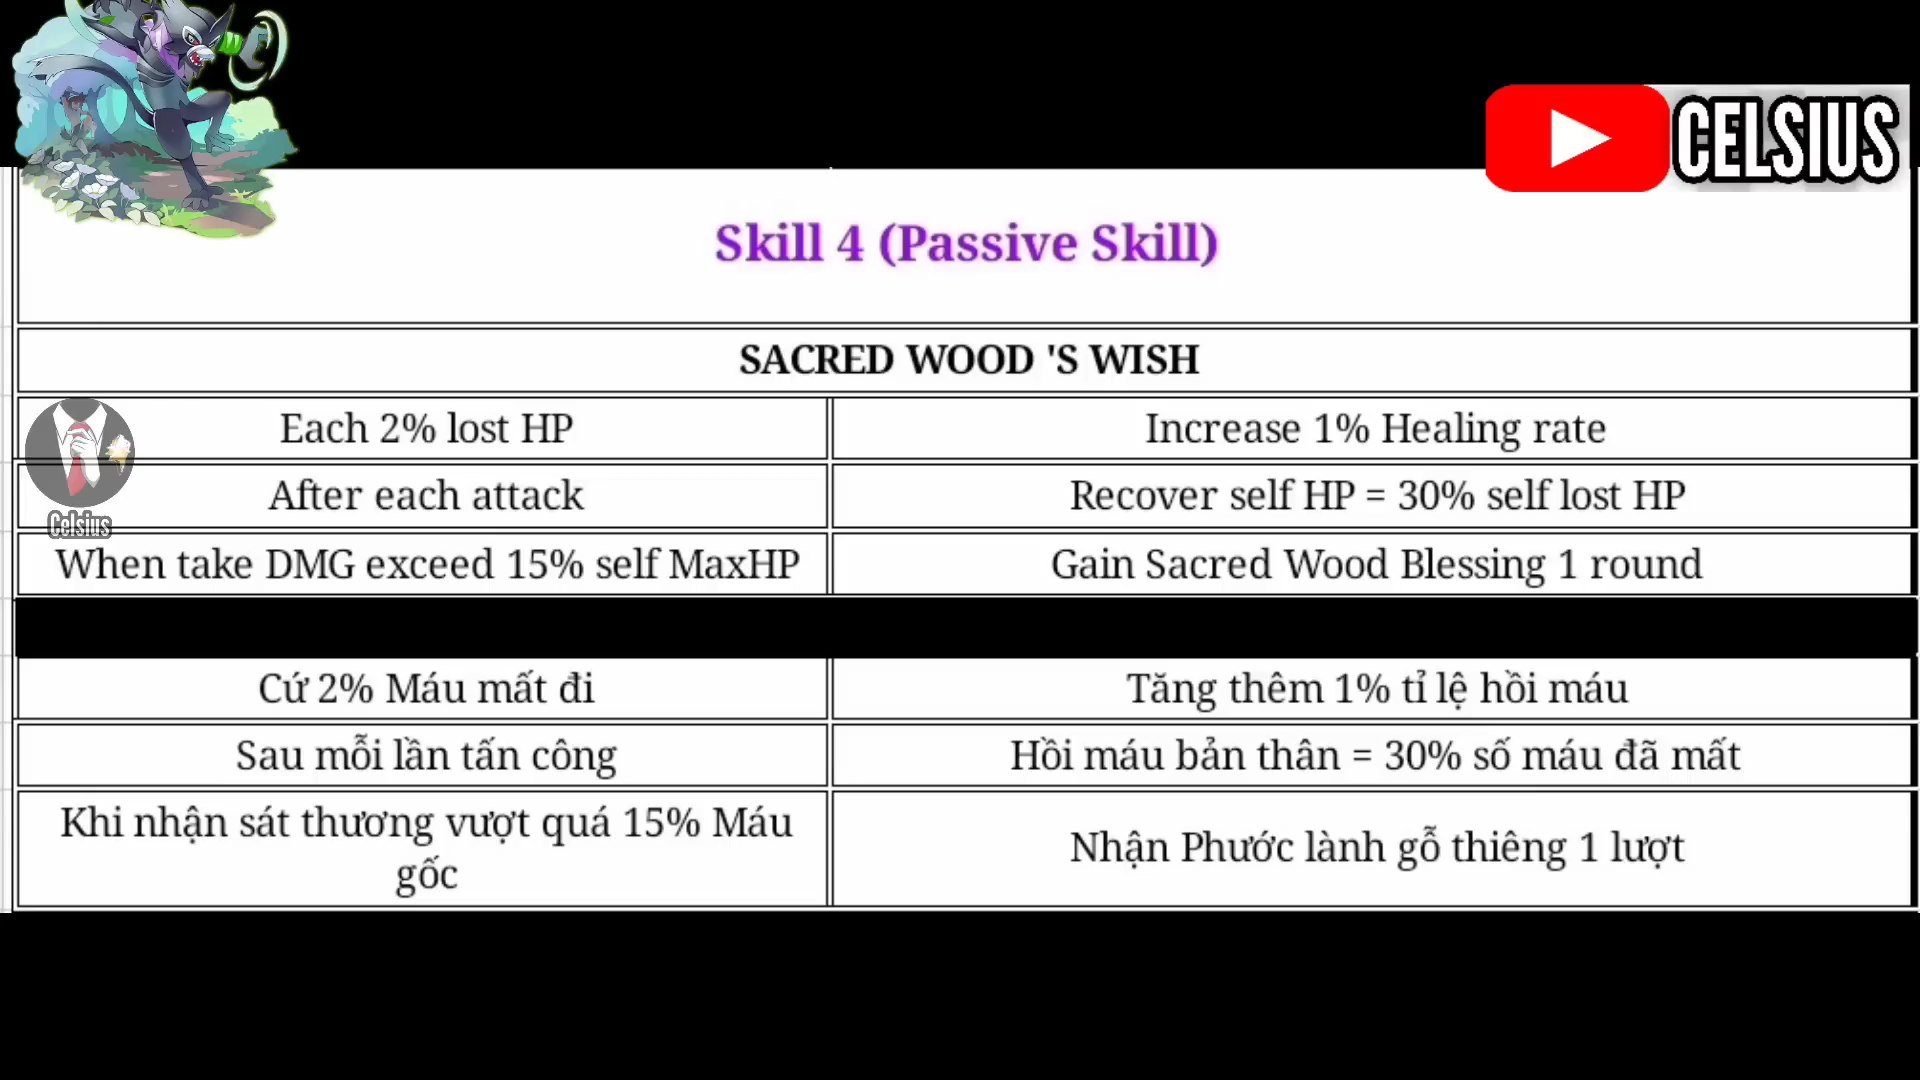 CELSIUS
Skill 4 (Passive Skill)
SACRED WOOD 'S WISH
Each 2% lost HP
Increase 1% Healing rate
After each attack
Recover self HP = 30% self lost HP
Celsius
When take DMG exceed 15% self MaxHP
Gain Sacred Wood Blessing 1 round
Cứ 2% Máu mất đi
Tăng thêm 1% tỉ lệ hồi máu
Sau mỗi lần tấn công
Hồi máu bản thân = 30% số máu đã mất
Khi nhận sát thương vượt quá 15% Máu
gốc
Nhận Phước lành gỗ thiêng 1 lượt